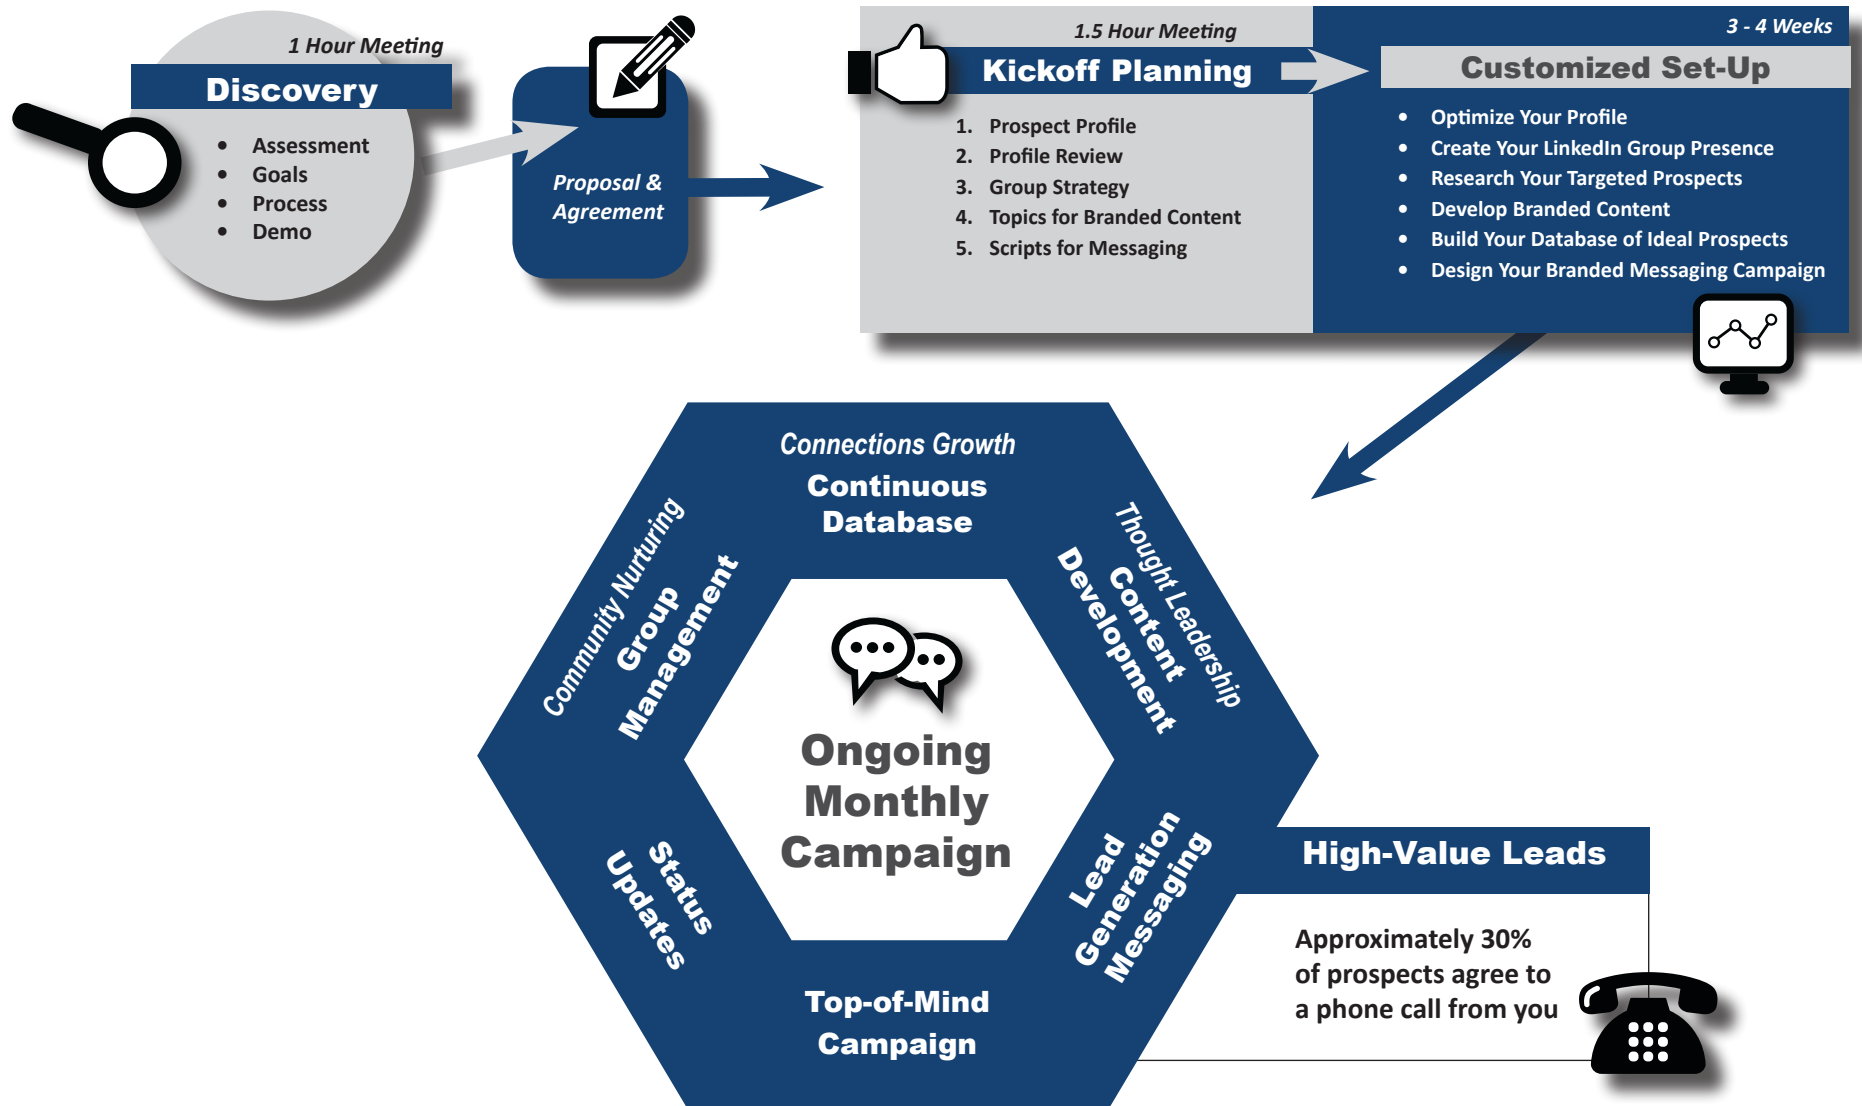 1 Hour Meeting
Discovery
• Assessment
• Goals
• Process
• Demo
Proposal &
Agreement
1.5 Hour Meeting
Kickoff Planning
1. Prospect Profile
2. Profile Review
3. Group Strategy
4. Topics for Branded Content
5. Scripts for Messaging
3 - 4 Weeks
Customized Set-Up
• Optimize Your Profile
• Create Your LinkedIn Group Presence
• Research Your Targeted Prospects
• Develop Branded Content
• Build Your Database of Ideal Prospects
• Design Your Branded Messaging Campaign
Connections Growth
Continuous
Database
Thought Leadership
Content
Development
Lead
Generation
Messaging
Top-of-Mind
Campaign
Status
Updates
Community Nurturing
Group
Management
Ongoing
Monthly
Campaign
High-Value Leads
Approximately 30%
of prospects agree to
a phone call from you